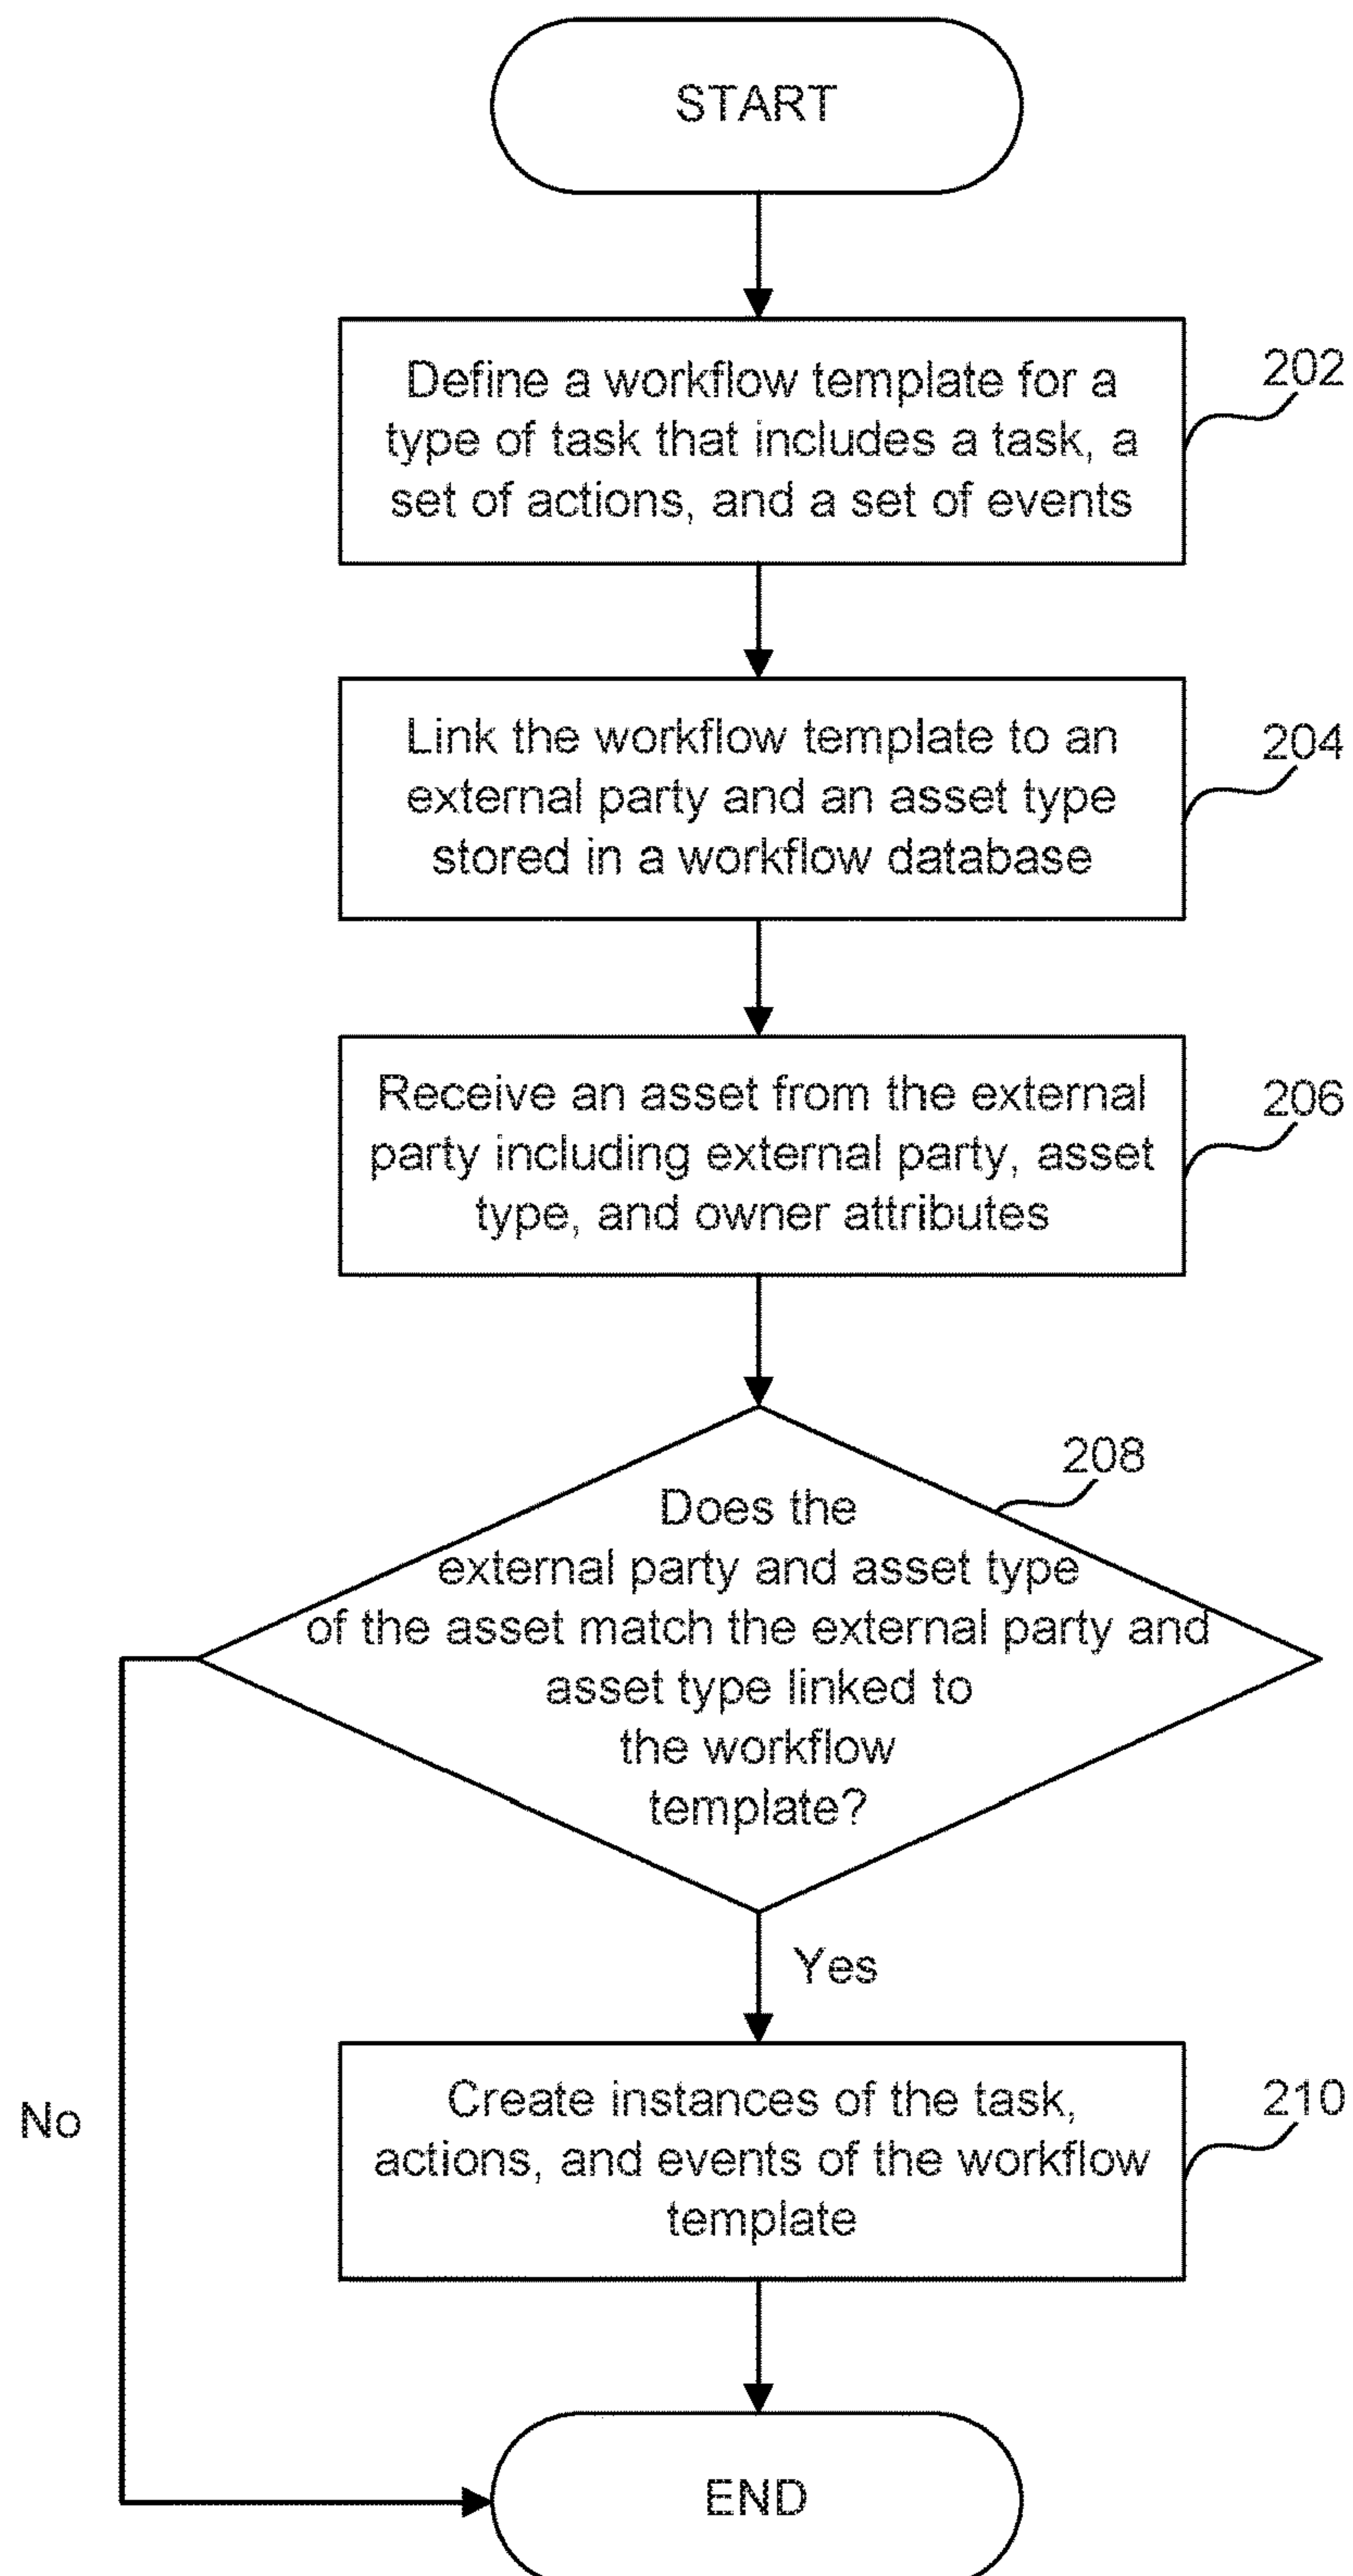 START
Define a workflow template for a
type of task that includes a task, a
set of actions, and a set of events
202
Link the workflow template to an
external party and an asset type
stored in a workflow database
204
Receive an asset from the external
party including external party, asset
type, and owner attributes
206
208
Does the
external party and asset type
of the asset match the external party and
asset type linked to
the workflow
template?
Yes
No
Create instances of the task,
actions, and events of the workflow
template
210
END